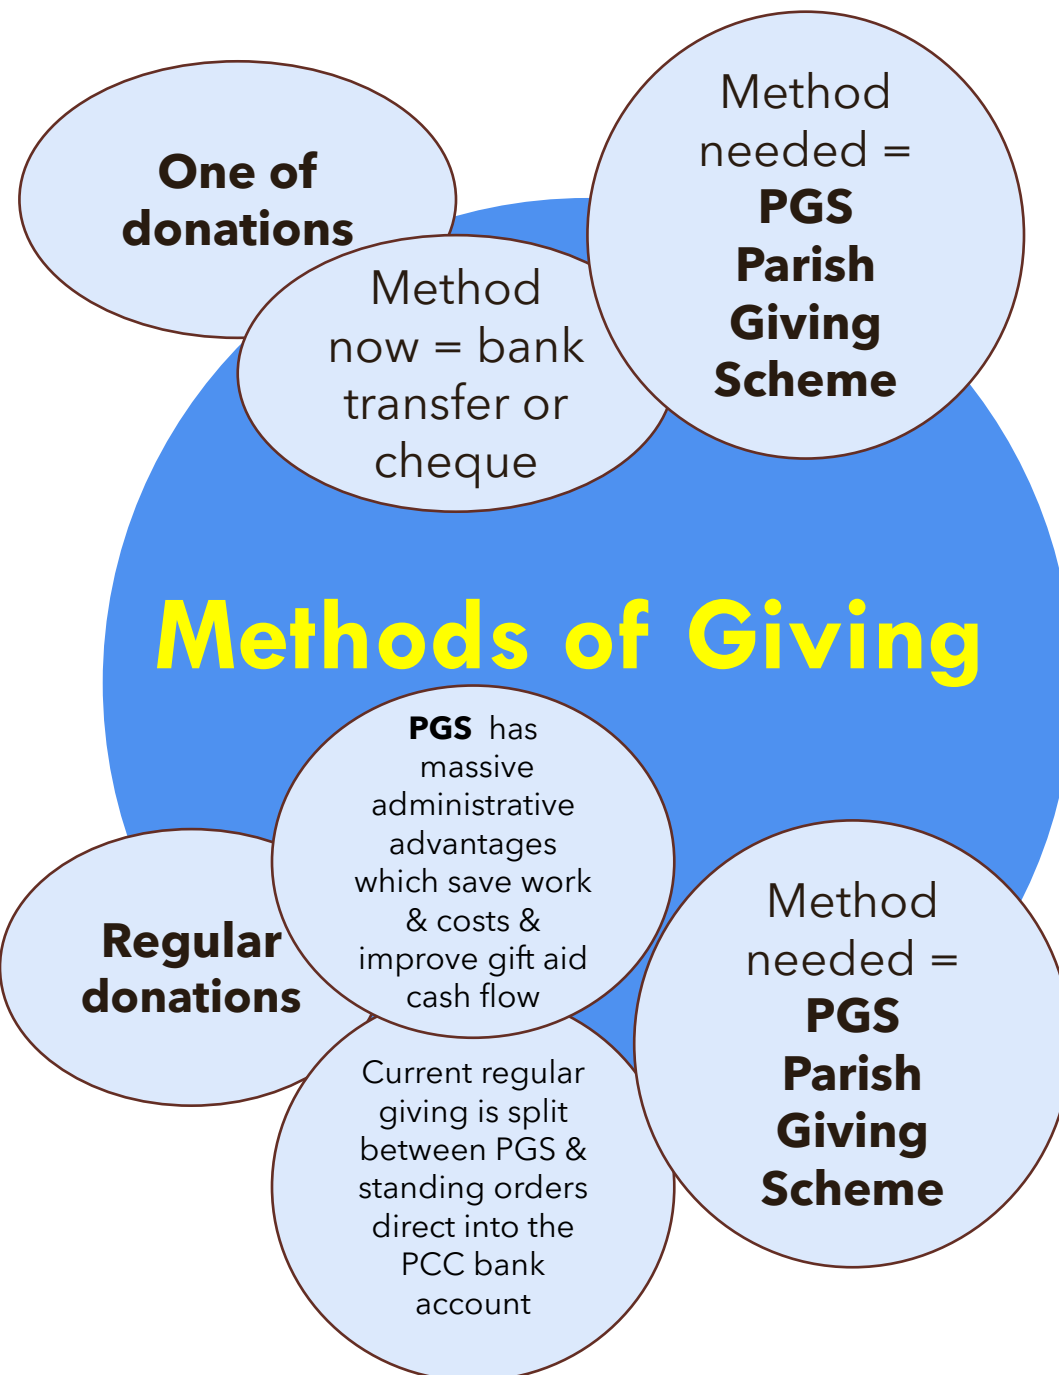 One of
donations
Method
now = bank
transfer or
cheque
Method
needed =
PGS
Parish
Giving
Scheme
Methods of Giving
PGS has
massive
administrative
advantages
which save work
& costs &
improve gift aid
cash flow
Regular
donations
Current regular
giving is split
between PGS &
standing orders
direct into the
PCC bank
account
Method
needed =
PGS
Parish
Giving
Scheme